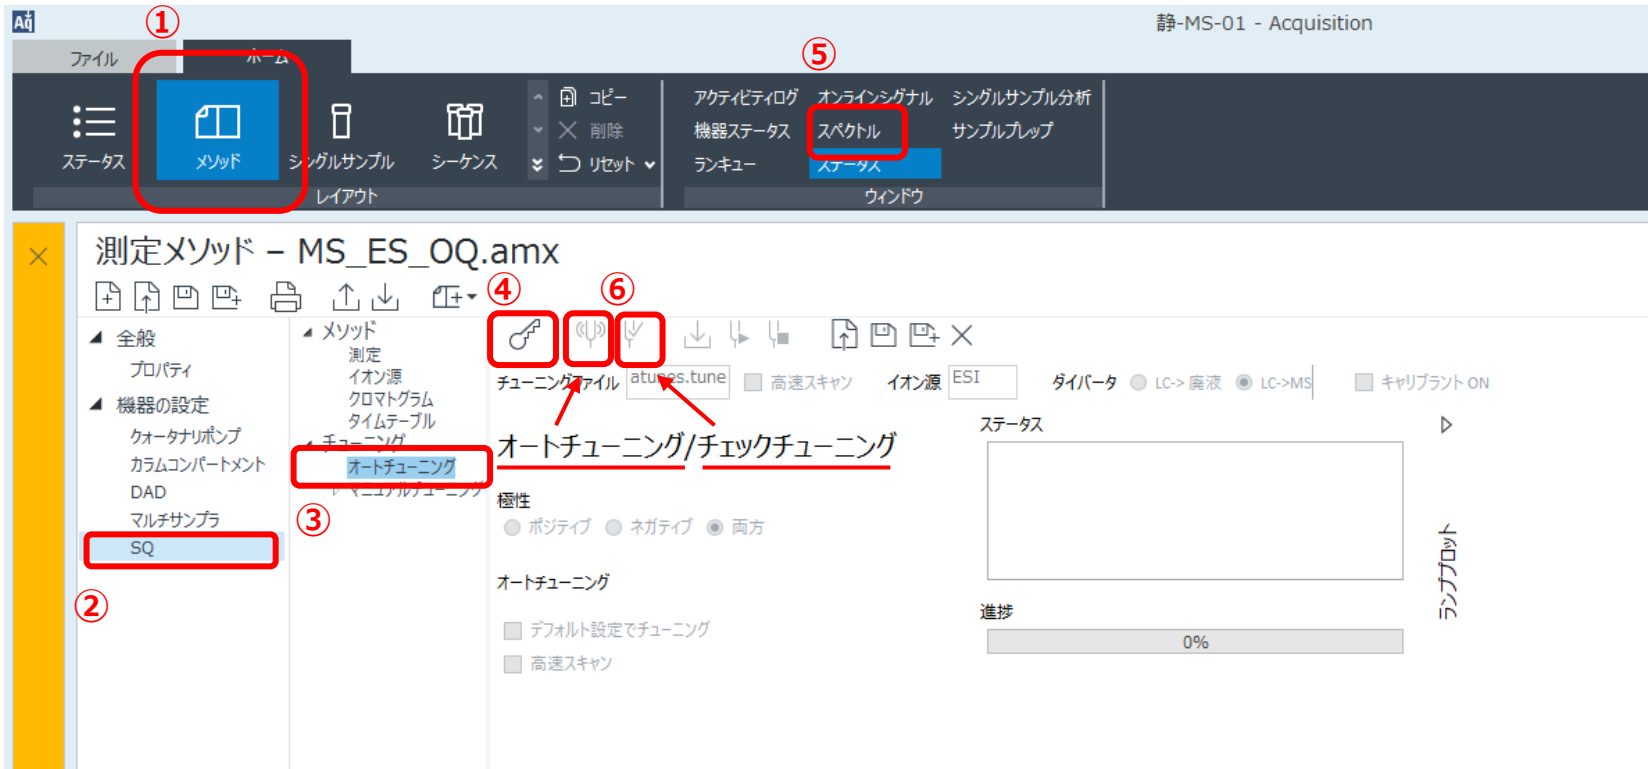 Aq
①
静-MS-01 - Acquisition
ファイル
ホーム
⑤
ステータス
メソッド
シングルサンプル
シーケンス
コピー
削除
リセット
レイアウト
アクティビティログ
オンラインシグナル
シングルサンプル分析
機器ステータス
スペクトル
サンプルプレップ
ランキュー
ステータス
ウィンドウ
測定メソッド – MS_ES_OQ.amx
④
⑥
全般
プロパティ
機器の設定
クォータナリポンプ
カラムコンパートメント
DAD
マルチサンプラ
SQ
②
メソッド
測定
イオン源
クロマトグラム
タイムテーブル
チューニング
オートチューニング
マニュアルチューニング
③
チューニングファイル atunes.tune 高速スキャン イオン源 ESI ダイバータ LC-> 廃液 LC->MS キャリブラント ON
オートチューニング/チェックチューニング
極性
ポジティブ ネガティブ 両方
オートチューニング
デフォルト設定でチューニング
高速スキャン
ステータス
進捗
0%
ランププロット